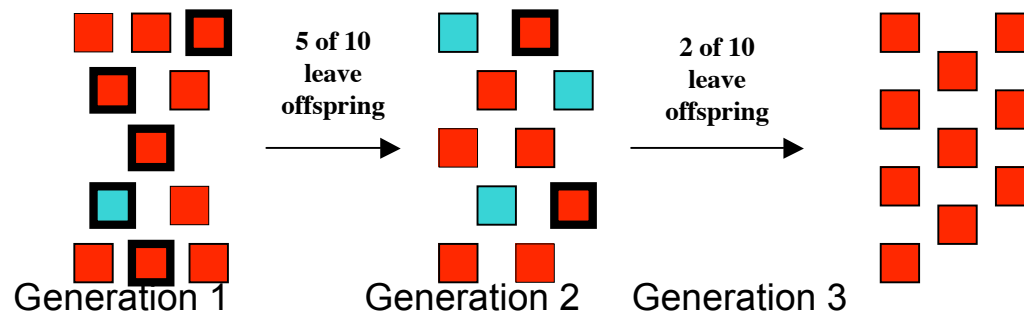 5 of 10
leave
offspring
2 of 10
leave
offspring
Generation 1
Generation 2
Generation 3